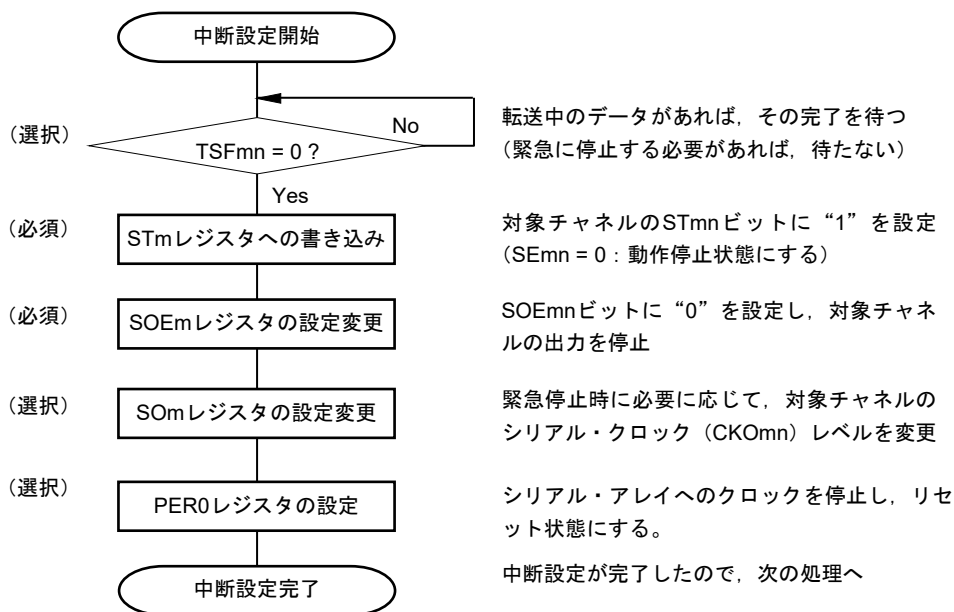 中断設定開始
（選択）
TSFmn = 0 ?
No
転送中のデータがあれば，その完了を待つ
（緊急に停止する必要があれば，待たない）
Yes
（必須）
STmレジスタへの書き込み
対象チャネルのSTmnビットに“1”を設定
（SEmn = 0：動作停止状態にする）
（必須）
SOEmレジスタの設定変更
SOEmnビットに“0”を設定し，対象チャネ
ルの出力を停止
（選択）
SOmレジスタの設定変更
緊急停止時に必要に応じて，対象チャネルの
シリアル・クロック（CKOmn）レベルを変更
（選択）
PER0レジスタの設定
シリアル・アレイへのクロックを停止し，リセ
ット状態にする。
中断設定完了
中断設定が完了したので，次の処理へ